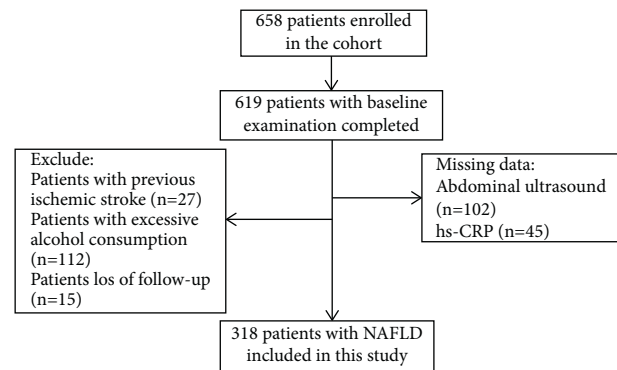 658 patients enrolled
in the cohort
619 patients with baseline
examination completed
Exclude:
Patients with previous
ischemic stroke (n=27)
Patients with excessive
alcohol consumption
(n=112)
Patients los of follow-up
(n=15)
Missing data:
Abdominal ultrasound
(n=102)
hs-CRP (n=45)
318 patients with NAFLD
included in this study